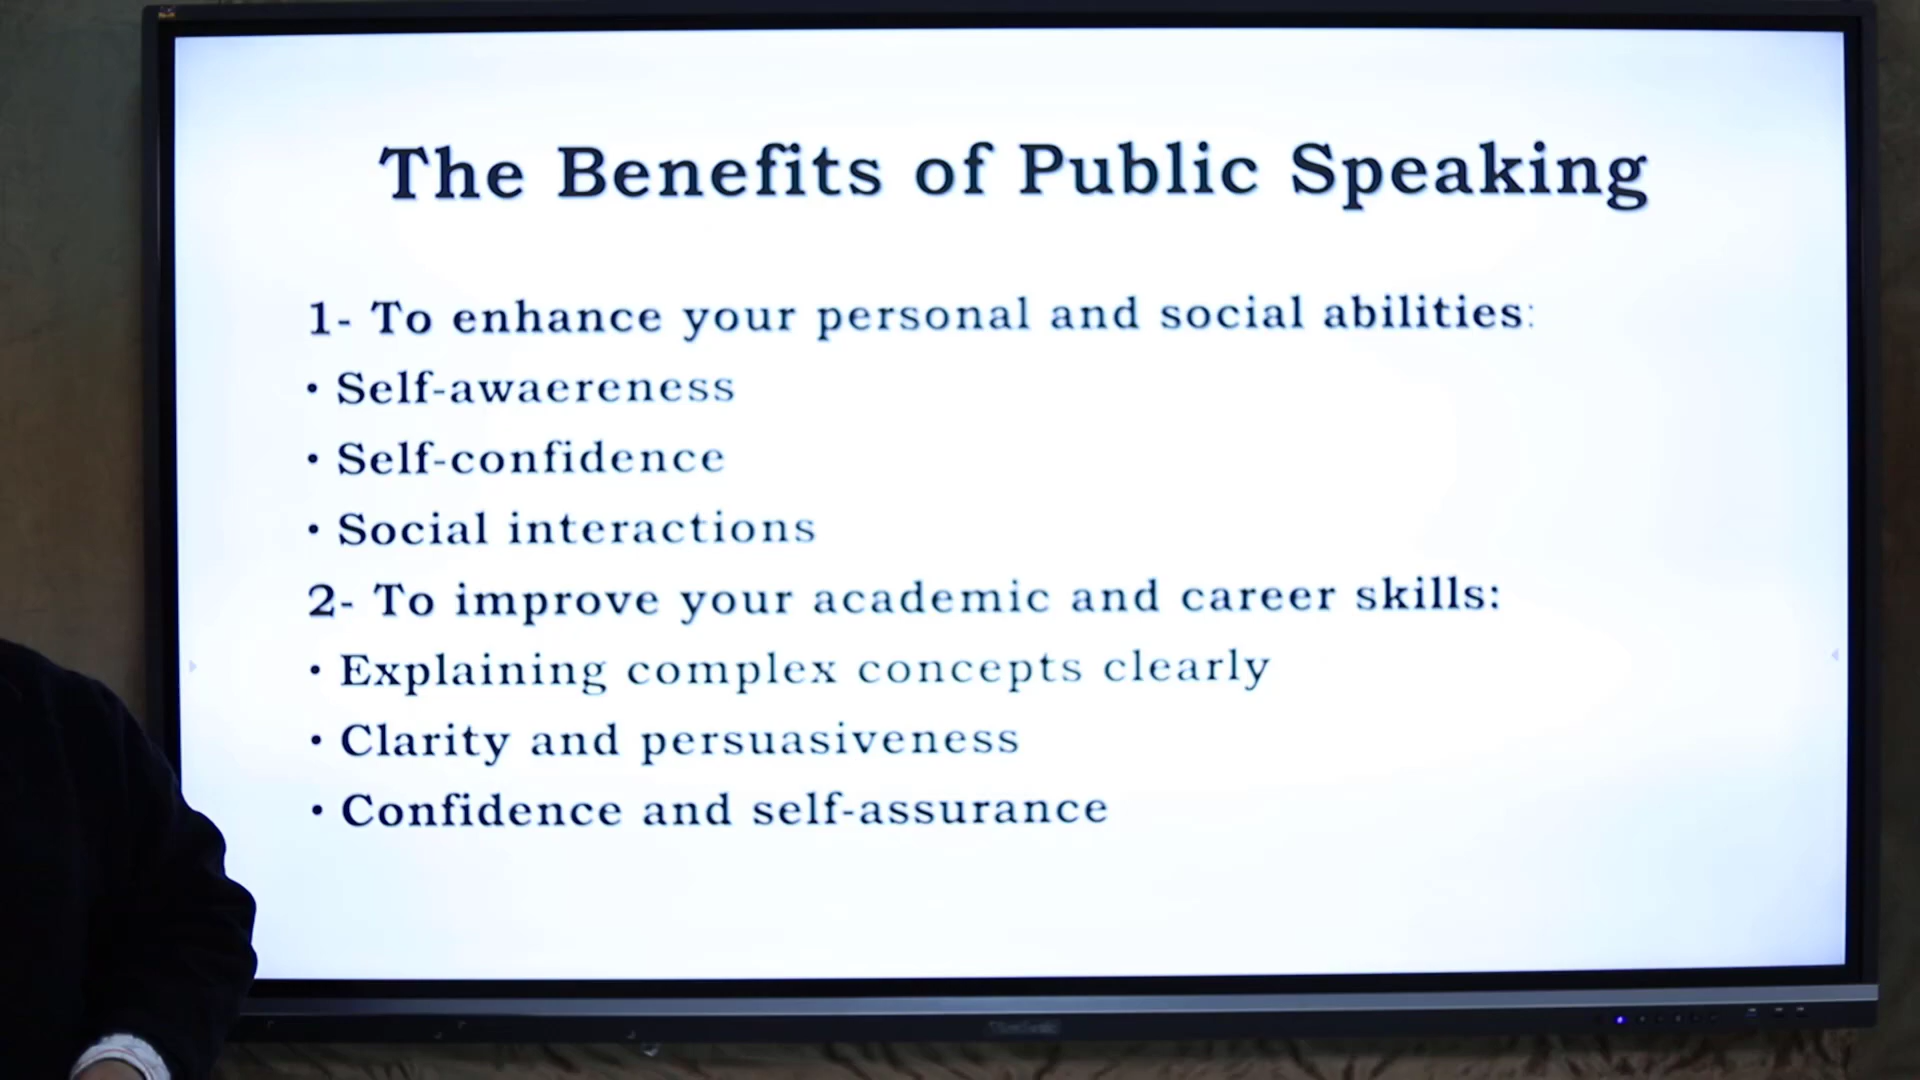 The Benefits of Public Speaking
1- To enhance your personal and social abilities:
• Self-awaereness
• Self-confidence
• Social interactions
2- To improve your academic and career skills:
• Explaining complex concepts clearly
• Clarity and persuasiveness
• Confidence and self-assurance